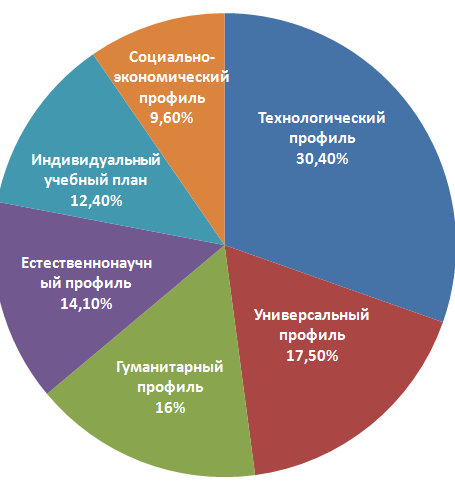 Социально-
экономический
профиль
9,60%
Технологический
профиль
30,40%
Индивидуальный
учебный план
12,40%
Естественнонаучн
ый профиль
14,10%
Универсальный
профиль
17,50%
Гуманитарный
профиль
16%